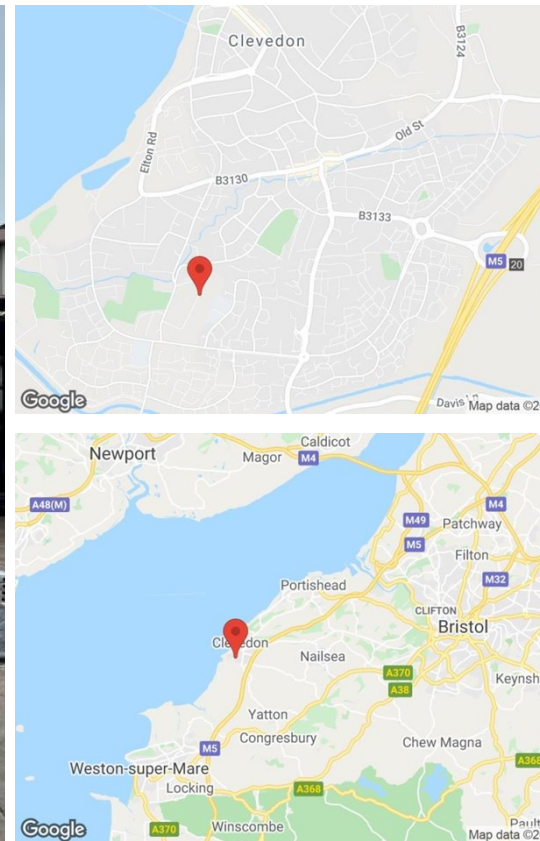 Clevedon
B3124
Old St
Elton Rd
B3130
B3133
M5
20
Davis L
Google
Map data ©20
Newport
Caldicot
Magor
M4
A48(M)
M4
M49
Patchway
M5
Filton
Portishead
M32
CLIFTON
Bristol
Clevedon
Nailsea
A370
A38
Keynsh
Yatton
Congresbury
M5
Chew Magna
Weston-super-Mare
A368
Locking
A368
A370
Winscombe
Pault
Google
Map data ©20